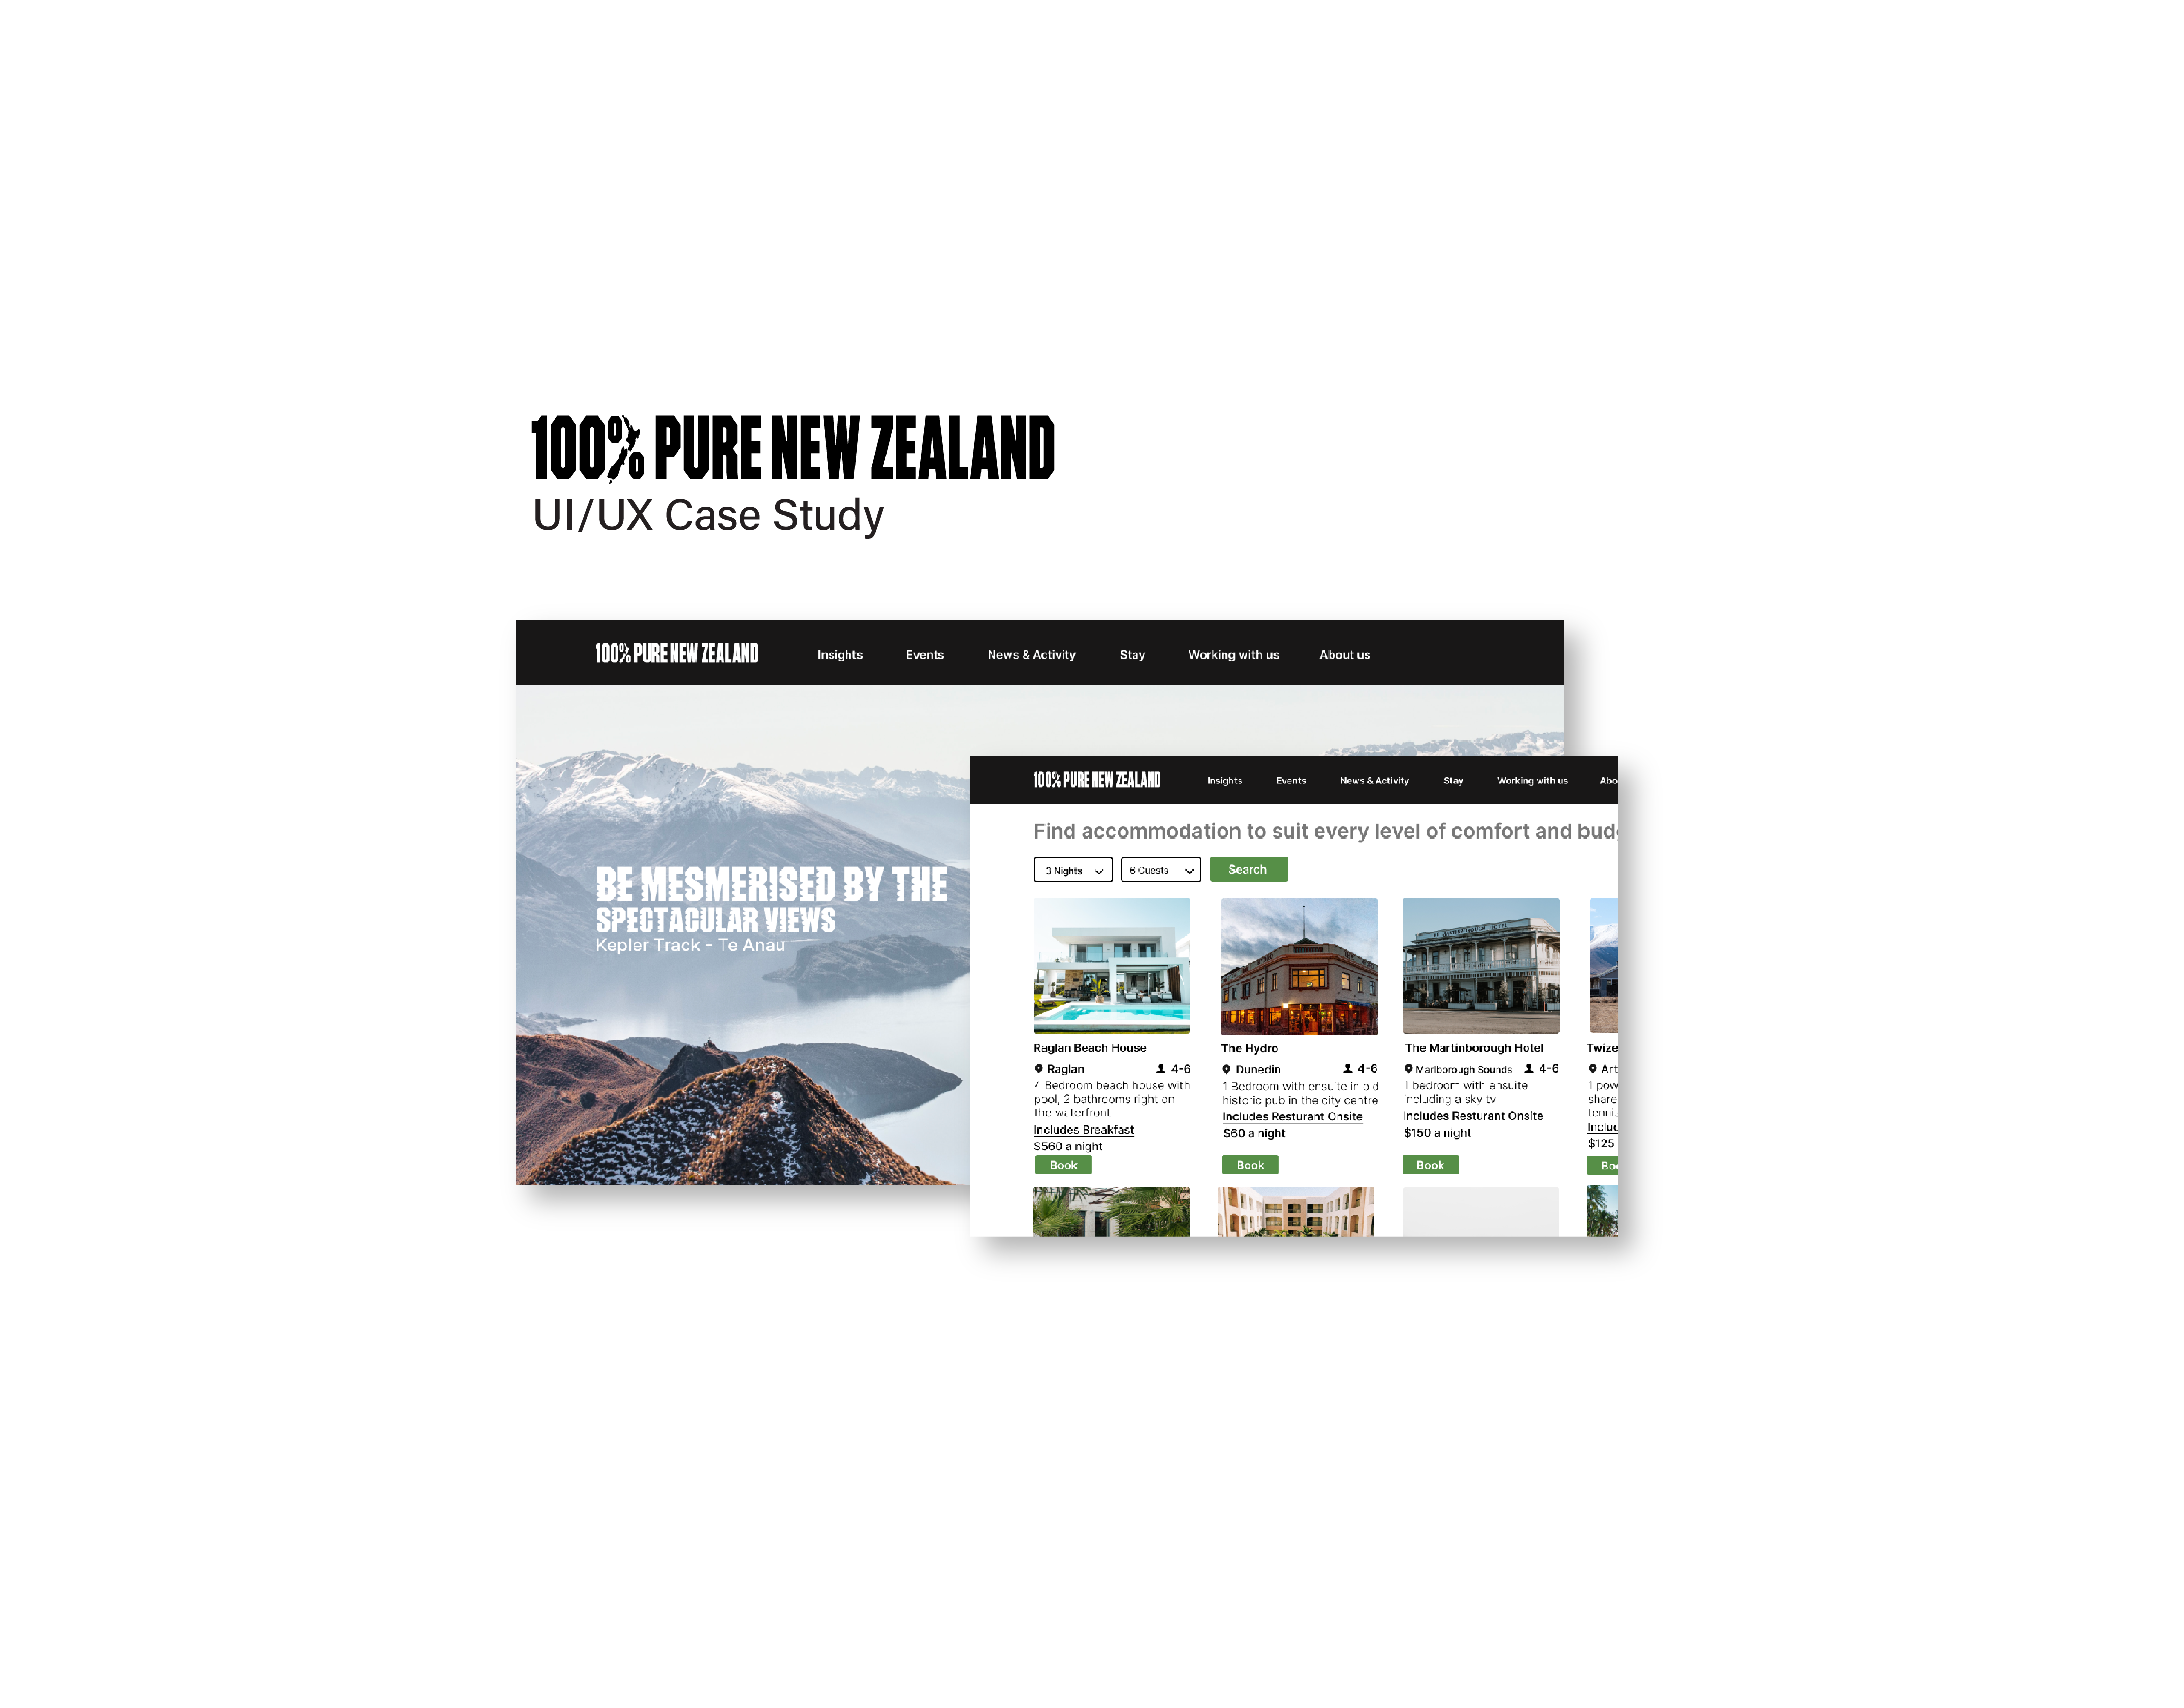 100% PURE NEW ZEALAND
UI/UX Case Study
100% PURE NEW ZEALAND Insights Events News & Activity Stay Working with us About us
BE MESMERISED BY THE
SPECTACULAR VIEWS
Kepler Track - Te Anau
100% PURE NEW ZEALAND Insights Events News & Activity Stay Working with us Abo
Find accommodation to suit every level of comfort and bud
3 Nights 6 Guests Search
Raglan Beach House
Raglan 4-6
4 Bedroom beach house with
pool, 2 bathrooms right on
the waterfront
Includes Breakfast
$560 a night
Book
The Hydro
Dunedin 4-6
1 Bedroom with ensuite in old
historic pub in the city centre
Includes Resturant Onsite
$60 a night
Book
THE MARTINBOROUGH HOTEL
The Martinborough Hotel
Marlborough Sounds 4-6
1 bedroom with ensuite
including a sky tv
Includes Resturant Onsite
$150 a night
Book
Twize
Art
1 pow
share
tennis
Includ
$125
Bo